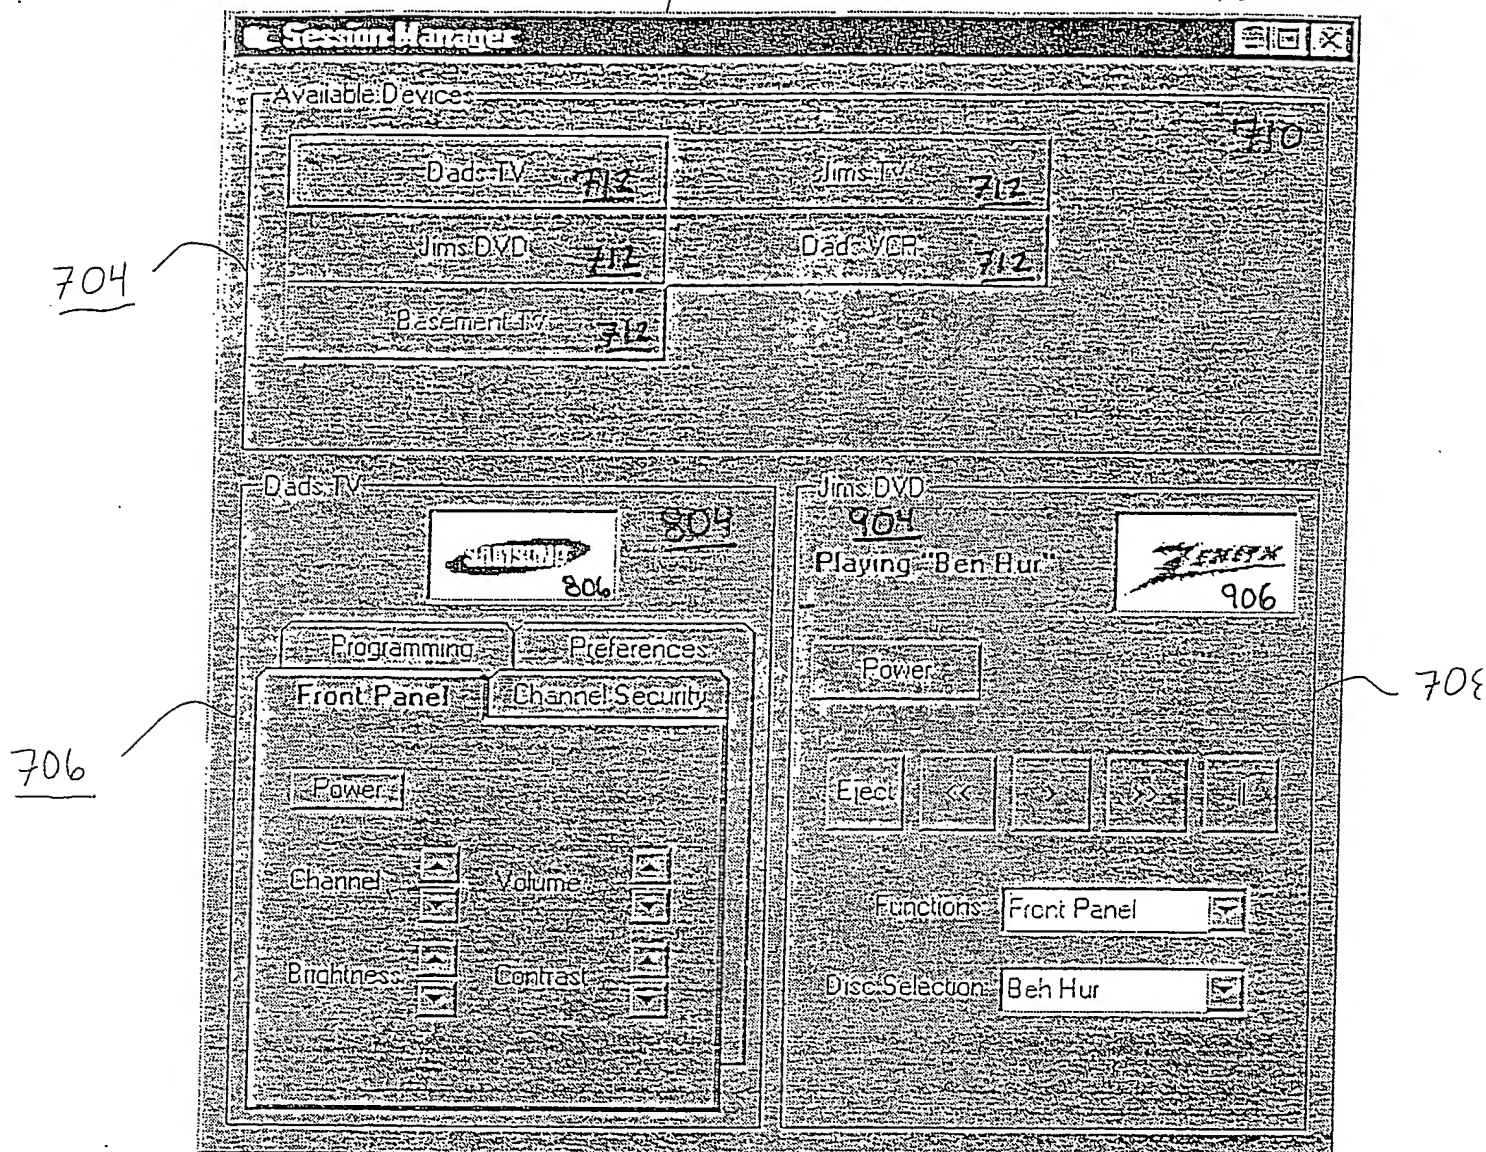 Session Manager
Available Devices
710
Dads TV 712
Jims TV 712
Jims DVD 712
Dads VCR 712
704
Basement TV 712
Dads TV
804
SAMSUNG
806
Jims DVD
904
Playing "Ben Hur"
ZENITH
906
Programming
Preferences
Front Panel
Channel Security
Power
706
Channel
Volume
Brightness
Contrast
Power
Eject
<<
>
>>
||
Functions: Front Panel
Disc Selection: Beh Hur